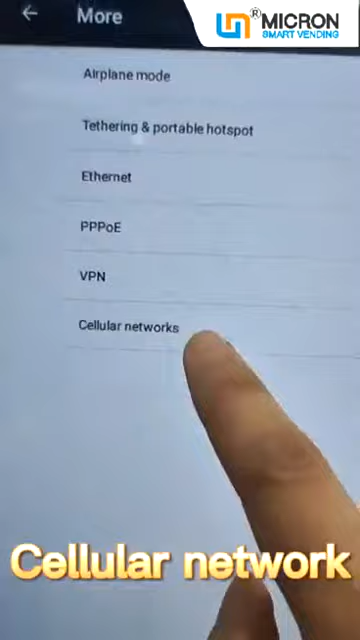 More
® MICRON
SMART VENDING
Airplane mode
Tethering & portable hotspot
Ethernet
PPPoE
VPN
Cellular networks
Cellular network